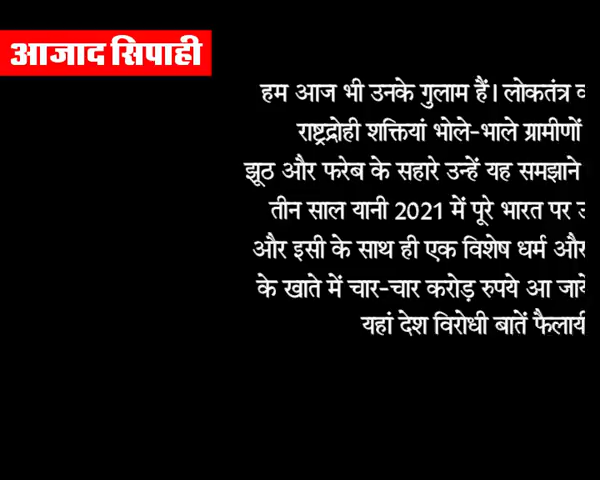 आजाद सिपाही
हम आज भी उनके गुलाम हैं। लोकतंत्र
राष्ट्रद्रोही शक्तियां भोले-भाले ग्रामीणों
झूठ और फरेब के सहारे उन्हें यह समझाने
तीन साल यानी 2021 में पूरे भारत पर
और इसी के साथ ही एक विशेष धर्म और
के खाते में चार-चार करोड़ रुपये आ
यहां देश विरोधी बातें